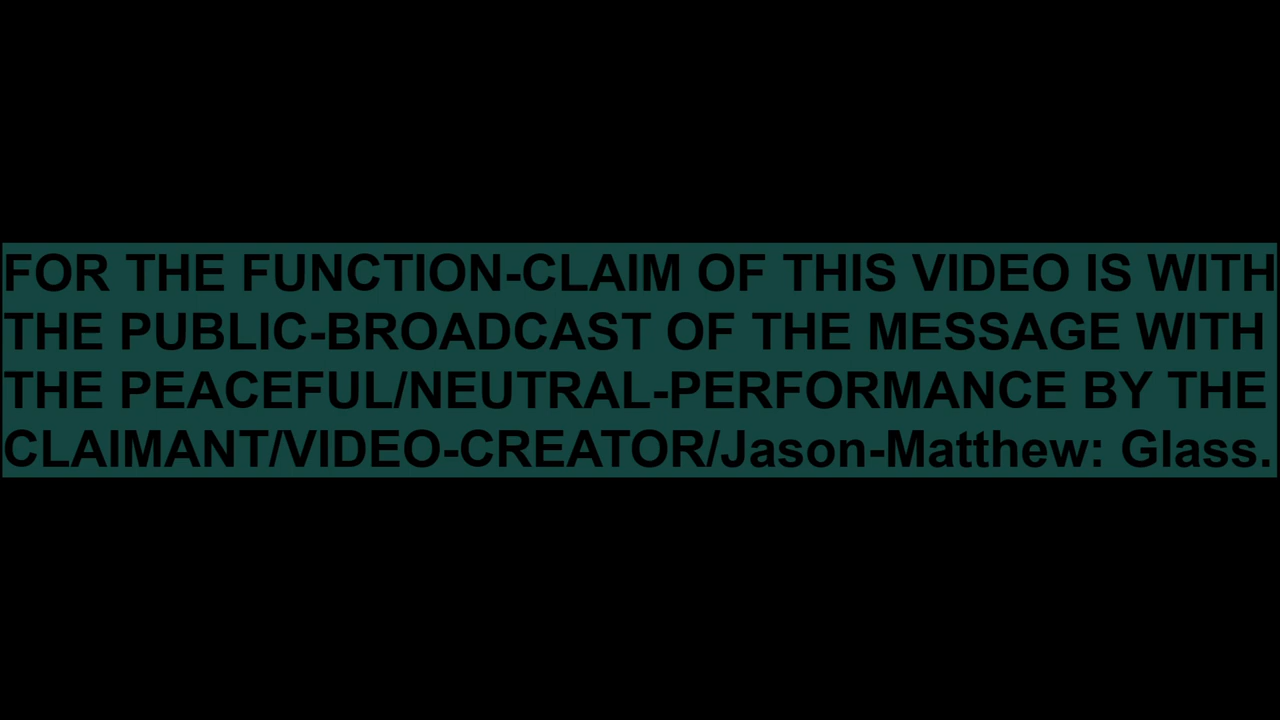 FOR THE FUNCTION-CLAIM OF THIS VIDEO IS WITH
THE PUBLIC-BROADCAST OF THE MESSAGE WITH
THE PEACEFUL/NEUTRAL-PERFORMANCE BY THE
CLAIMANT/VIDEO-CREATOR/Jason-Matthew: Glass.